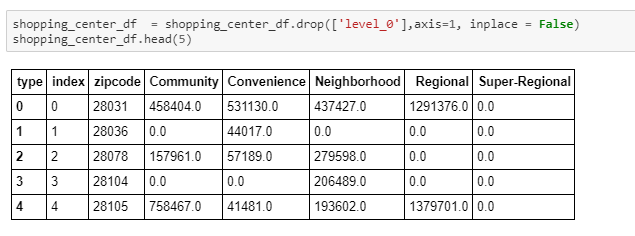 shopping_center_df  = shopping_center_df.drop(['level_0'],axis=1, inplace = False)
shopping_center_df.head(5)
type index zipcode Community Convenience Neighborhood Regional Super-Regional
0 0 28031 458404.0 531130.0 437427.0 1291376.0 0.0
1 1 28036 0.0 44017.0 0.0 0.0 0.0
2 2 28078 157961.0 57189.0 279598.0 0.0 0.0
3 3 28104 0.0 0.0 206489.0 0.0 0.0
4 4 28105 758467.0 41481.0 193602.0 1379701.0 0.0